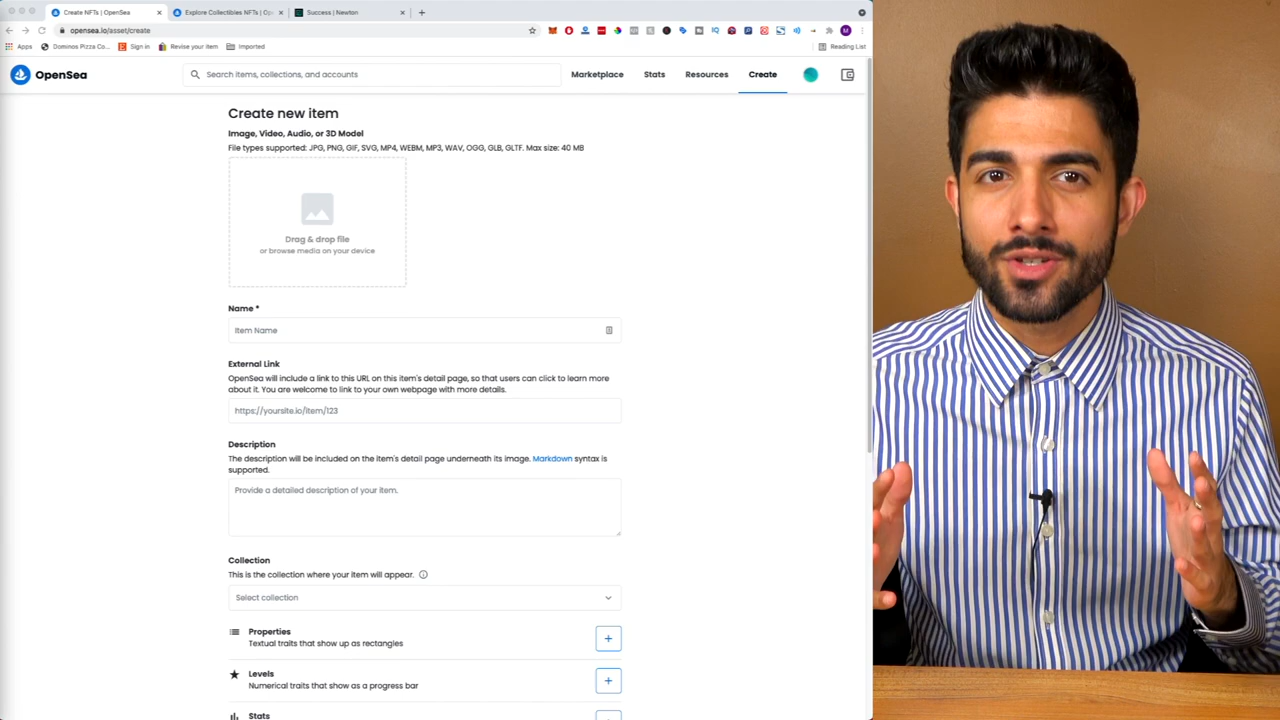 Create NFTs | OpenSea
Explore Collectibles NFTs | Op
Success | Newton
opensea.io/asset/create
Apps
Dominos Pizza Co...
Sign in
Revise your item
Imported
Reading List
OpenSea
Search items, collections, and accounts
Marketplace
Stats
Resources
Create
Create new item
Image, Video, Audio, or 3D Model
File types supported: JPG, PNG, GIF, SVG, MP4, WEBM, MP3, WAV, OGG, GLB, GLTF. Max size: 40 MB
Drag & drop file
or browse media on your device
Name *
Item Name
External Link
OpenSea will include a link to this URL on this item's detail page, so that users can click to learn more
about it. You are welcome to link to your own webpage with more details.
https://yoursite.io/item/123
Description
The description will be included on the item's detail page underneath its image. Markdown syntax is
supported.
Provide a detailed description of your item.
Collection
This is the collection where your item will appear.
Select collection
Properties
Textual traits that show up as rectangles
Levels
Numerical traits that show as a progress bar
Stats